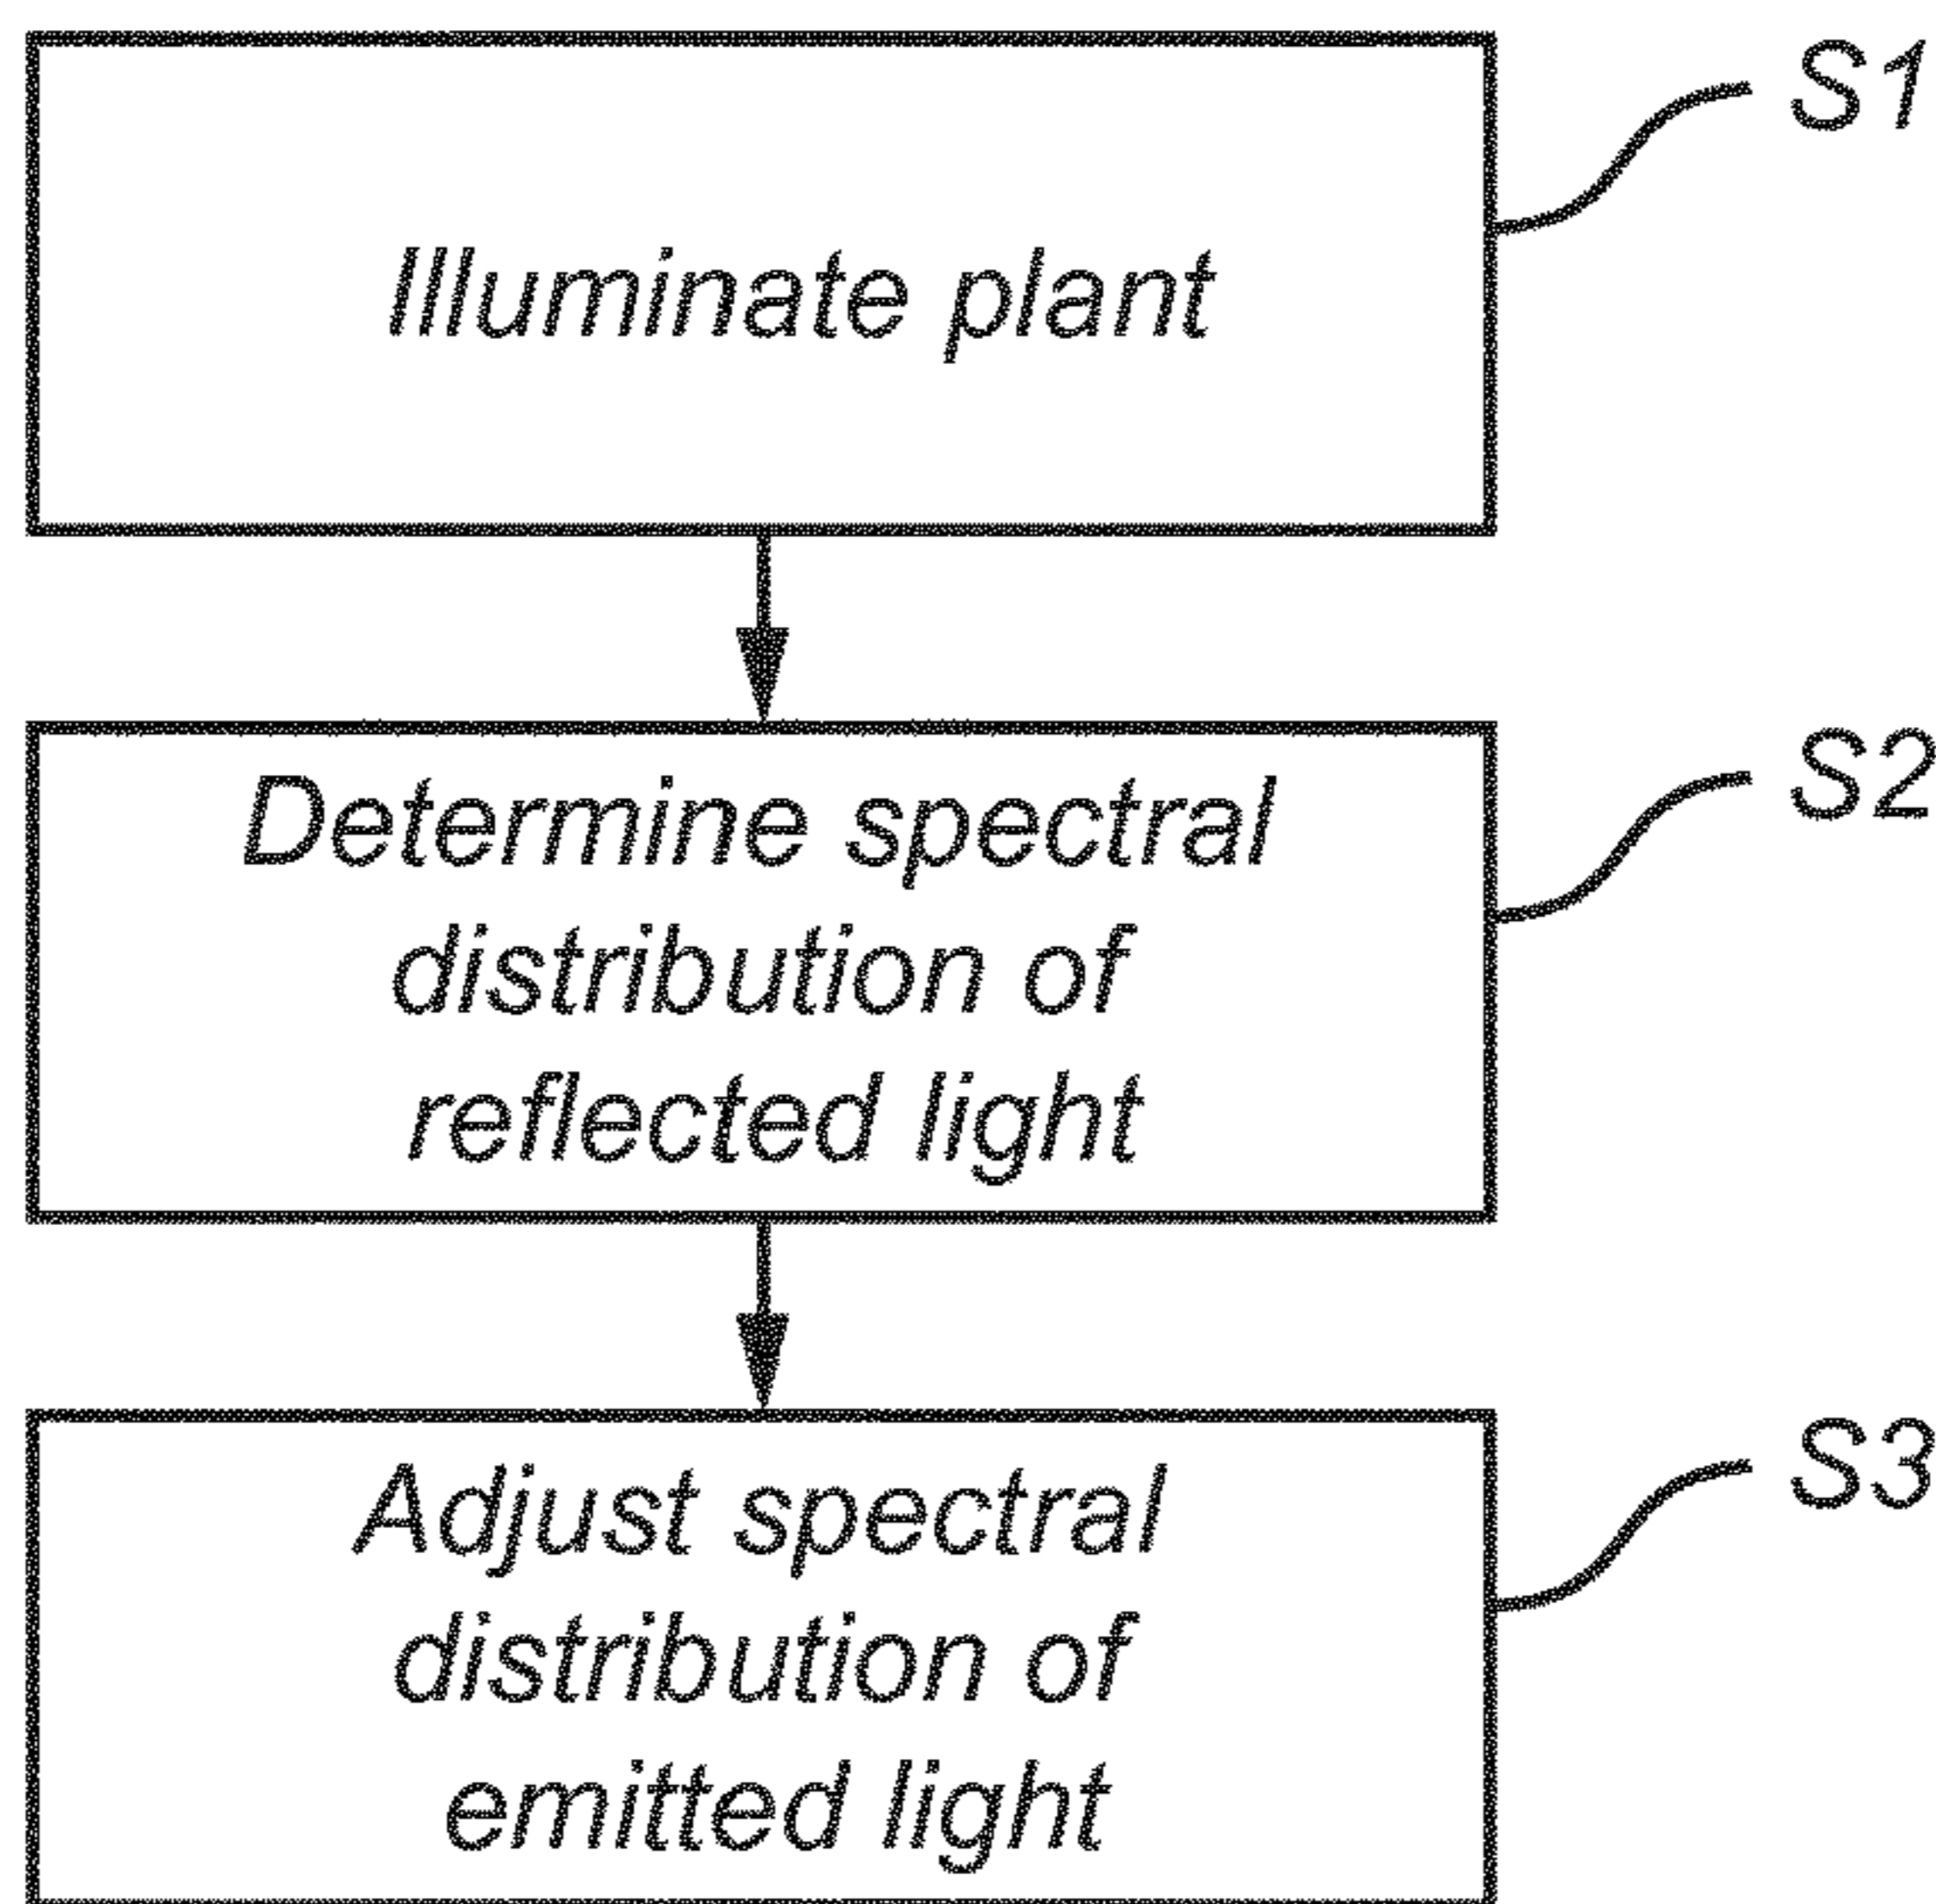 S1
Illuminate plant
S2
Determine spectral
distribution of
reflected light
S3
Adjust spectral
distribution of
emitted light